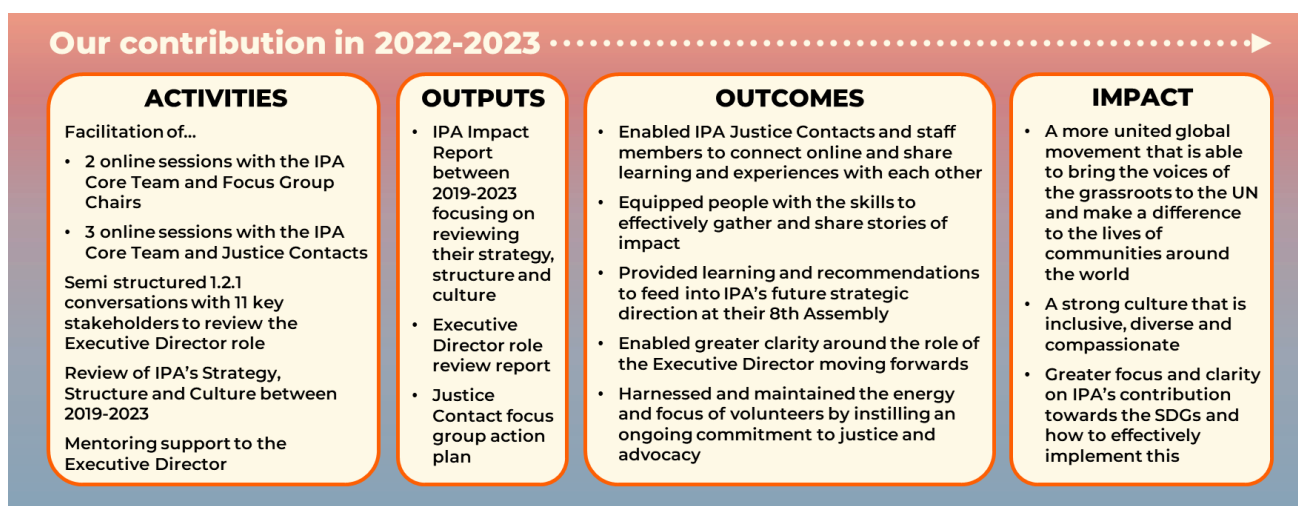 Our contribution in 2022-2023
ACTIVITIES
Facilitation of...
• 2 online sessions with the IPA
Core Team and Focus Group
Chairs
• 3 online sessions with the IPA
Core Team and Justice Contacts
Semi structured 1.2.1
conversations with 11 key
stakeholders to review the
Executive Director role
Review of IPA's Strategy,
Structure and Culture between
2019-2023
Mentoring support to the
Executive Director
OUTPUTS
• IPA Impact
Report
between
2019-2023
focusing on
reviewing
their strategy,
structure and
culture
• Executive
Director role
review report
• Justice
Contact focus
group action
plan
OUTCOMES
• Enabled IPA Justice Contacts and staff
members to connect online and share
learning and experiences with each other
• Equipped people with the skills to
effectively gather and share stories of
impact
• Provided learning and recommendations
to feed into IPA's future strategic
direction at their 8th Assembly
• Enabled greater clarity around the role of
the Executive Director moving forwards
• Harnessed and maintained the energy
and focus of volunteers by instilling an
ongoing commitment to justice and
advocacy
IMPACT
• A more united global
movement that is able
to bring the voices of
the grassroots to the UN
and make a difference
to the lives of
communities around
the world
• A strong culture that is
inclusive, diverse and
compassionate
• Greater focus and clarity
on IPA's contribution
towards the SDGs and
how to effectively
implement this